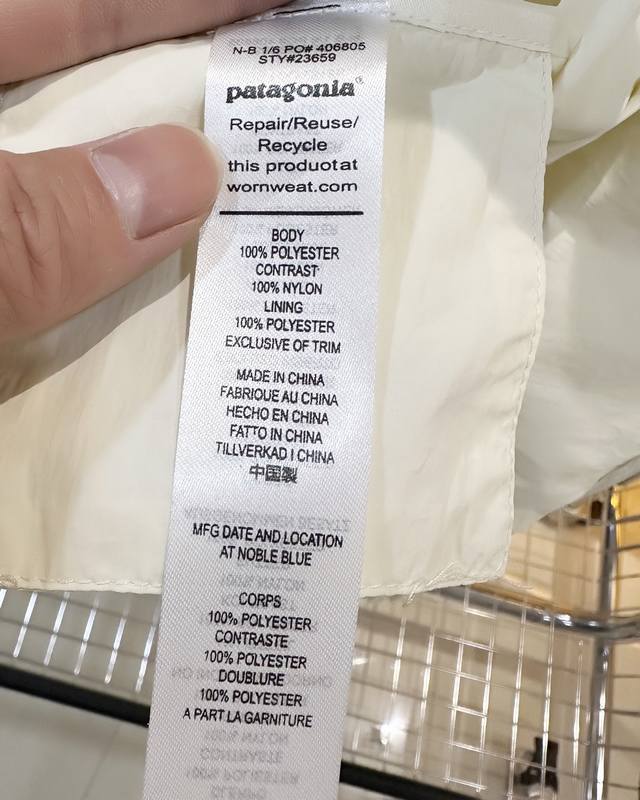 N-B 1/6 PO# 406805
STY#23659
patagonia®
Repair/Reuse/
Recycle
this produotat
wornweat.com
BODY
100% POLYESTER
CONTRAST
100% NYLON
LINING
100% POLYESTER
EXCLUSIVE OF TRIM
MADE IN CHINA
FABRIQUE AU CHINA
HECHO EN CHINA
FATTO IN CHINA
TILLVERKAD I CHINA
中国製
MFG DATE AND LOCATION
AT NOBLE BLUE
CORPS
100% POLYESTER
CONTRASTE
100% POLYESTER
DOUBLURE
100% POLYESTER
A PART LA GARNITURE